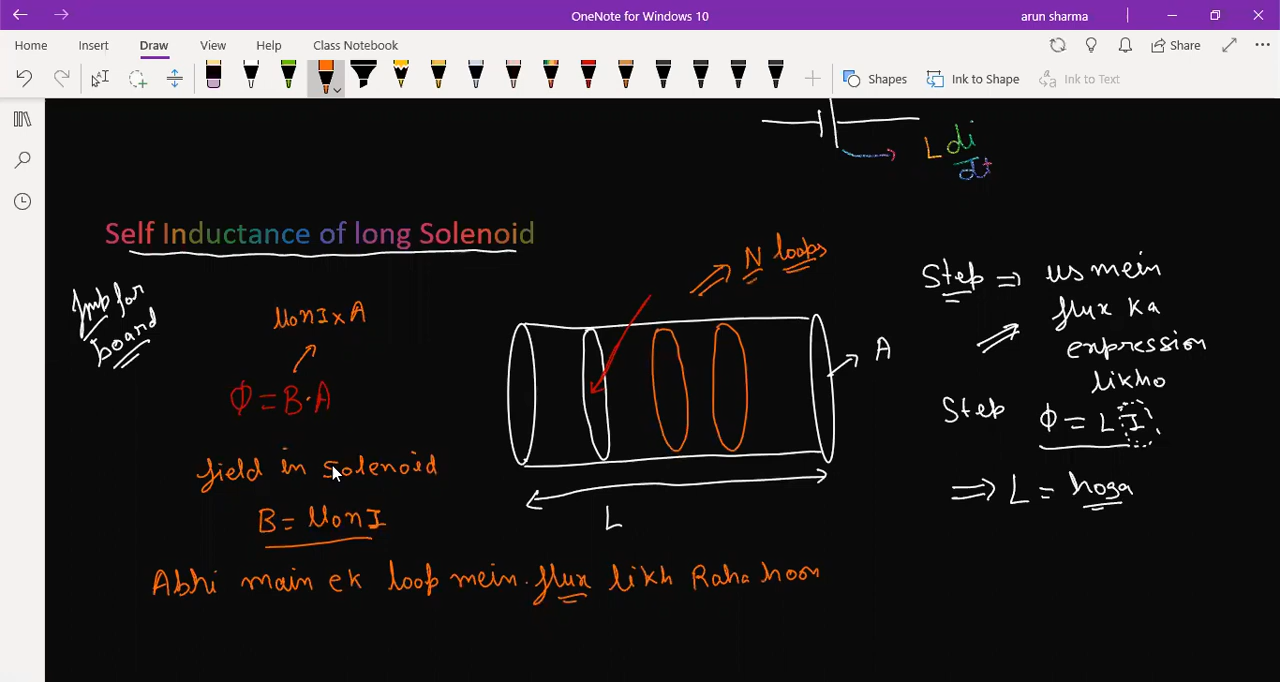 OneNote for Windows 10
arun sharma
Home Insert Draw View Help Class Notebook
Share
Shapes
Ink to Shape
Ink to Text
L di/dt
Self Inductance of long Solenoid
Imp for
board
μ₀nI×A
Φ = B·A
field in solenoid
B = μ₀nI
N loops
A
L
Step ⇒ us mein
flux ka
expression
likho
Step Φ = L I
⇒ L = hoga
Abhi main ek loop mein flux likh Raha hoon